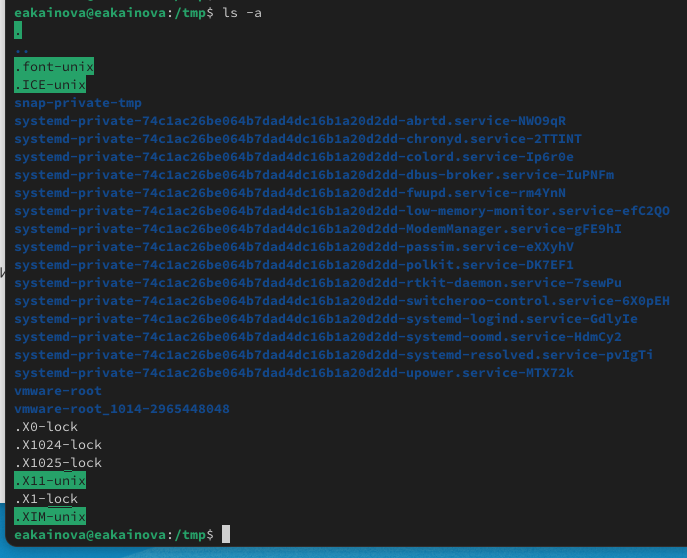 eakainova@eakainova:/tmp$ ls -a
.
..
.font-unix
.ICE-unix
snap-private-tmp
systemd-private-74c1ac26be064b7dad4dc16b1a20d2dd-abrtd.service-NWO9qR
systemd-private-74c1ac26be064b7dad4dc16b1a20d2dd-chronyd.service-2TTINT
systemd-private-74c1ac26be064b7dad4dc16b1a20d2dd-colord.service-Ip6r0e
systemd-private-74c1ac26be064b7dad4dc16b1a20d2dd-dbus-broker.service-IuPNFm
systemd-private-74c1ac26be064b7dad4dc16b1a20d2dd-fwupd.service-rm4YnN
systemd-private-74c1ac26be064b7dad4dc16b1a20d2dd-low-memory-monitor.service-efC2QO
systemd-private-74c1ac26be064b7dad4dc16b1a20d2dd-ModemManager.service-gFE9hI
systemd-private-74c1ac26be064b7dad4dc16b1a20d2dd-passim.service-eXXyhV
systemd-private-74c1ac26be064b7dad4dc16b1a20d2dd-polkit.service-DK7EF1
systemd-private-74c1ac26be064b7dad4dc16b1a20d2dd-rtkit-daemon.service-7sewPu
systemd-private-74c1ac26be064b7dad4dc16b1a20d2dd-switcheroo-control.service-6X0pEH
systemd-private-74c1ac26be064b7dad4dc16b1a20d2dd-systemd-logind.service-GdlyIe
systemd-private-74c1ac26be064b7dad4dc16b1a20d2dd-systemd-oomd.service-HdmCy2
systemd-private-74c1ac26be064b7dad4dc16b1a20d2dd-systemd-resolved.service-pvIgTi
systemd-private-74c1ac26be064b7dad4dc16b1a20d2dd-upower.service-MTX72k
vmware-root
vmware-root_1014-2965448048
.X0-lock
.X1024-lock
.X1025-lock
.X11-unix
.X1-lock
.XIM-unix
eakainova@eakainova:/tmp$